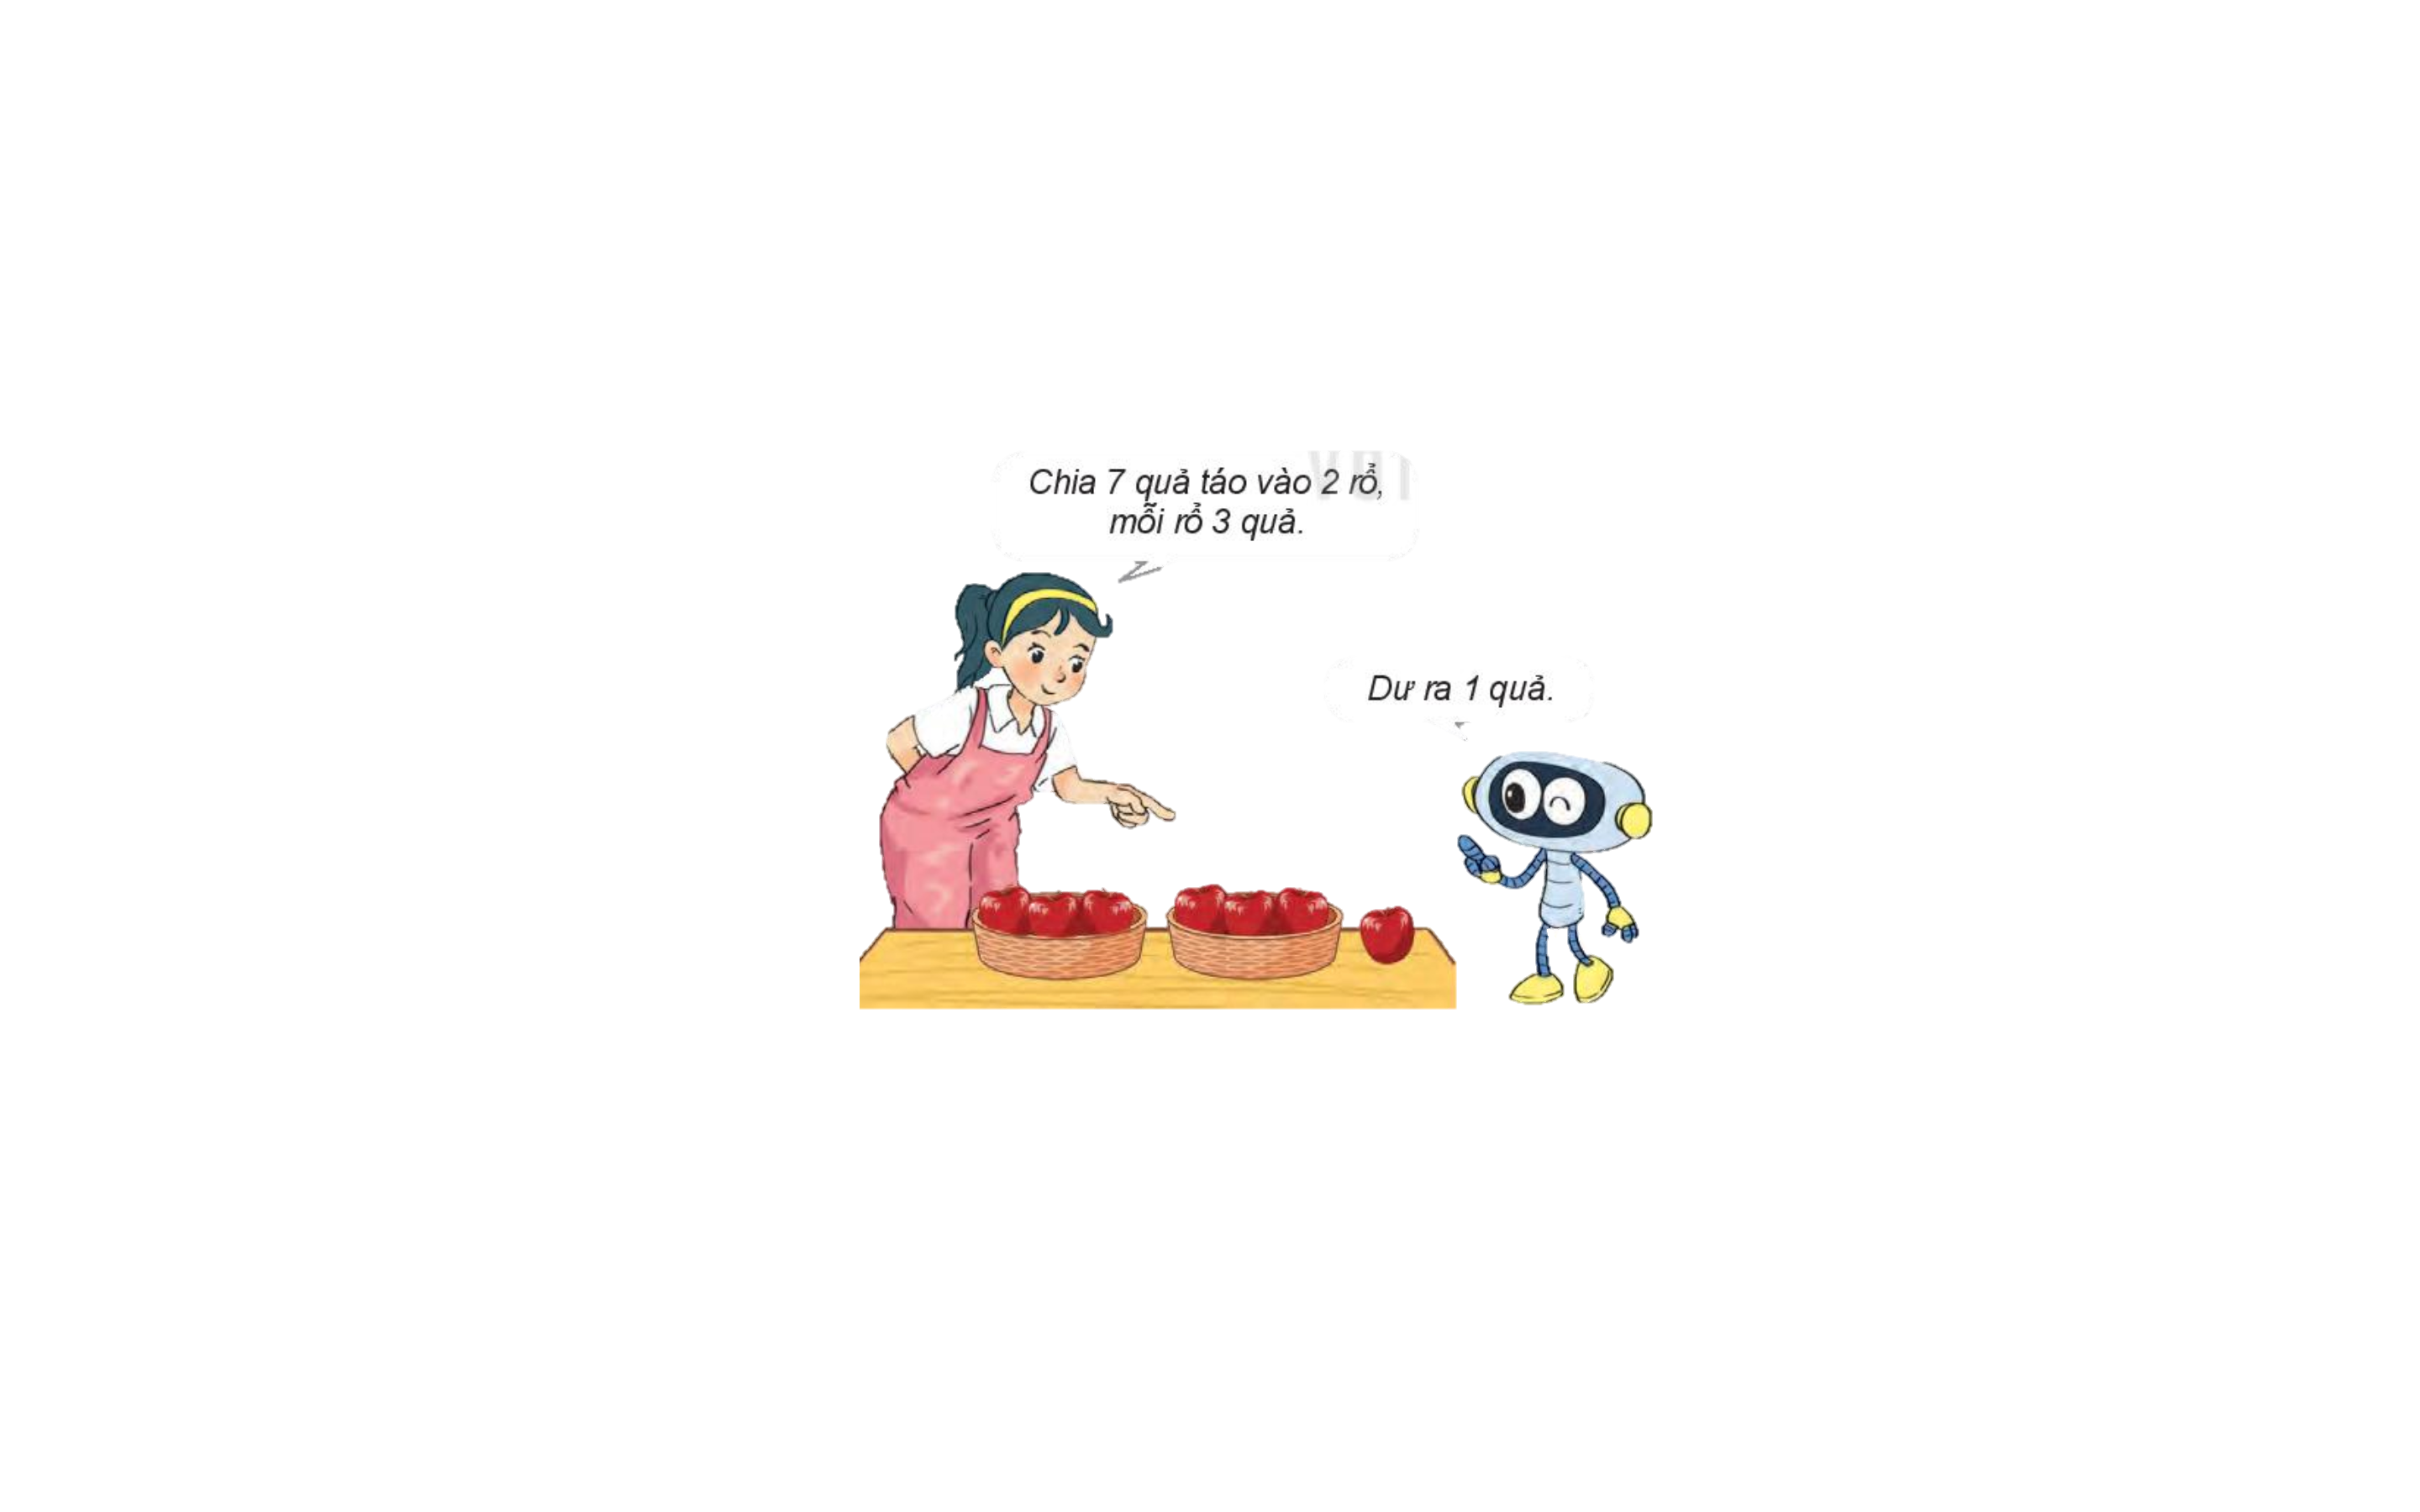 Chia 7 quả táo vào 2 rổ,
mỗi rổ 3 quả.
Dư ra 1 quả.